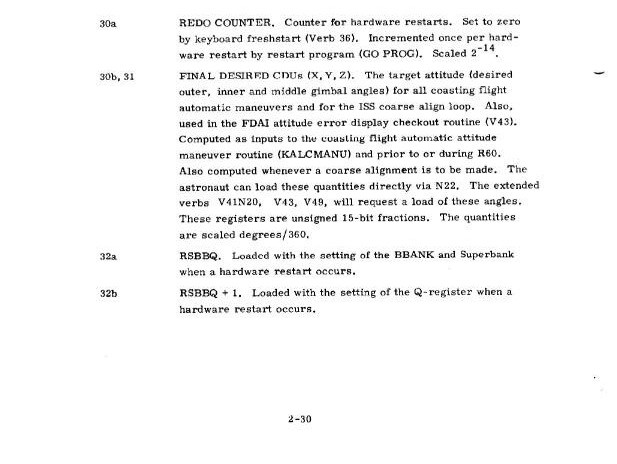 30a REDO COUNTER. Counter for hardware restarts. Set to zero
by keyboard freshstart (Verb 36). Incremented once per hard-
ware restart by restart program (GO PROG). Scaled 2⁻¹⁴.
30b, 31 FINAL DESIRED CDUs (X, Y, Z). The target attitude (desired
outer, inner and middle gimbal angles) for all coasting flight
automatic maneuvers and for the ISS coarse align loop. Also,
used in the FDAI attitude error display checkout routine (V43).
Computed as inputs to the coasting flight automatic attitude
maneuver routine (KALCMANU) and prior to or during R60.
Also computed whenever a coarse alignment is to be made. The
astronaut can load these quantities directly via N22. The extended
verbs V41N20, V43, V49, will request a load of these angles.
These registers are unsigned 15-bit fractions. The quantities
are scaled degrees/360.
32a RSBBQ. Loaded with the setting of the BBANK and Superbank
when a hardware restart occurs.
32b RSBBQ + 1. Loaded with the setting of the Q-register when a
hardware restart occurs.
2-30